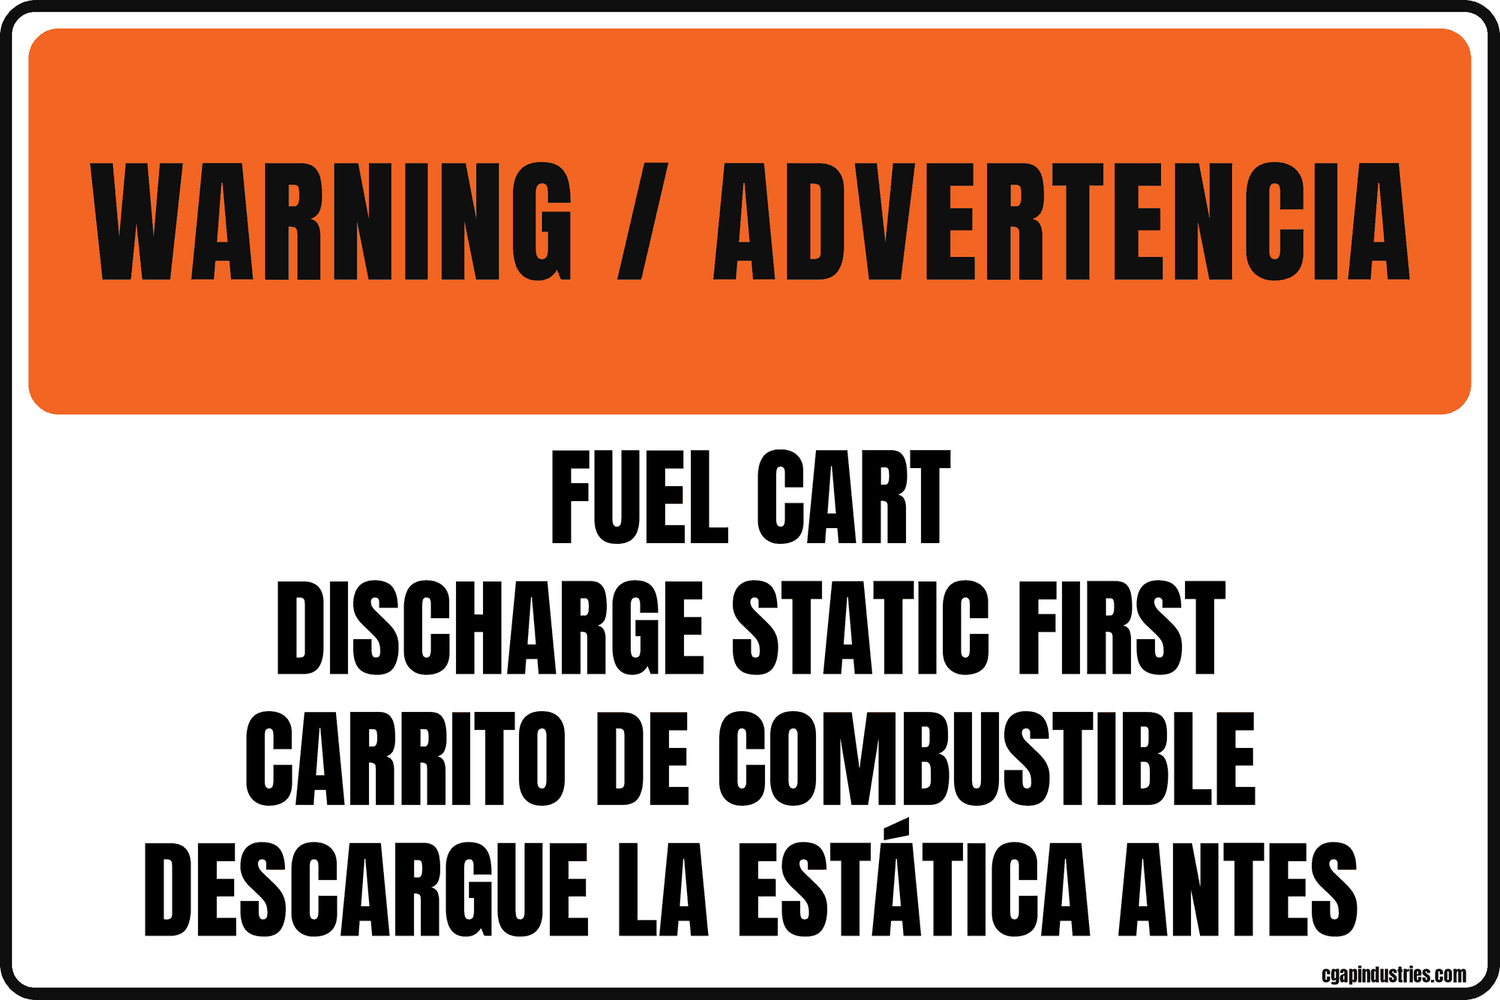 WARNING / ADVERTENCIA
FUEL CART
DISCHARGE STATIC FIRST
CARRITO DE COMBUSTIBLE
DESCARGUE LA ESTÁTICA ANTES
cgapindustries.com